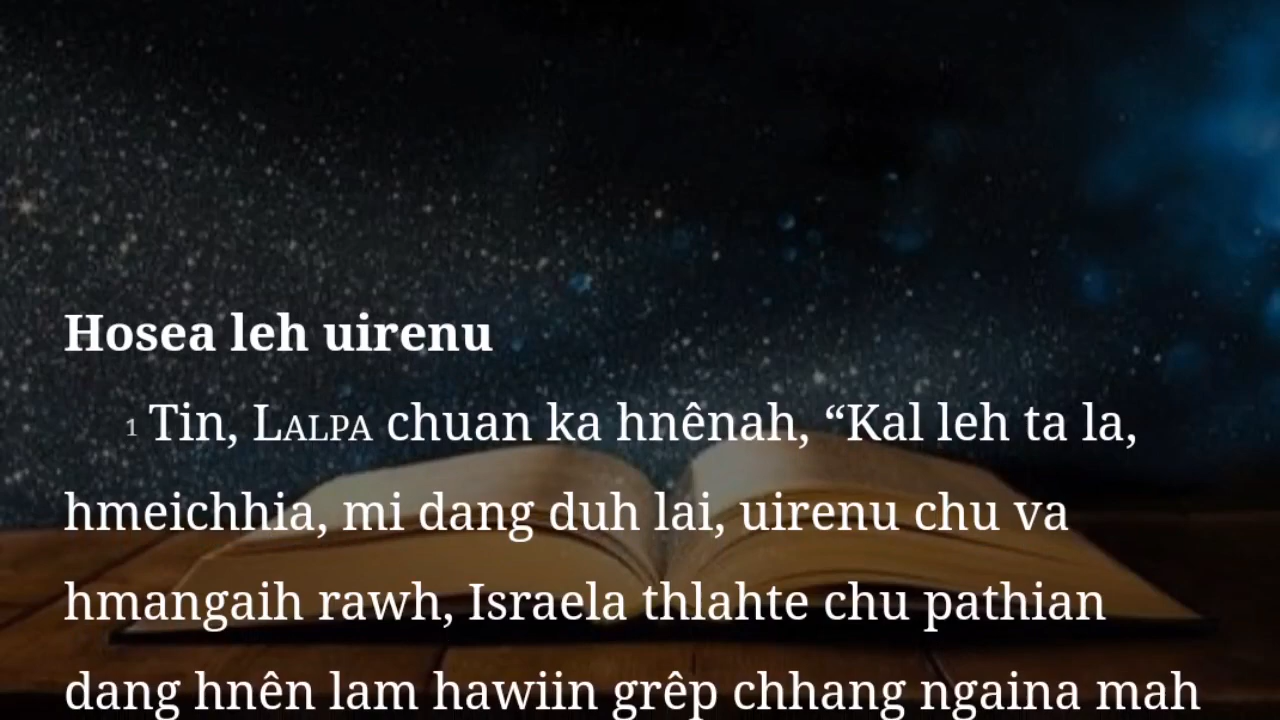 Hosea leh uirenu
1 Tin, LALPA chuan ka hnênah, “Kal leh ta la,
hmeichhia, mi dang duh lai, uirenu chu va
hmangaih rawh, Israela thlahte chu pathian
dang hnên lam hawiin grêp chhang ngaina mah